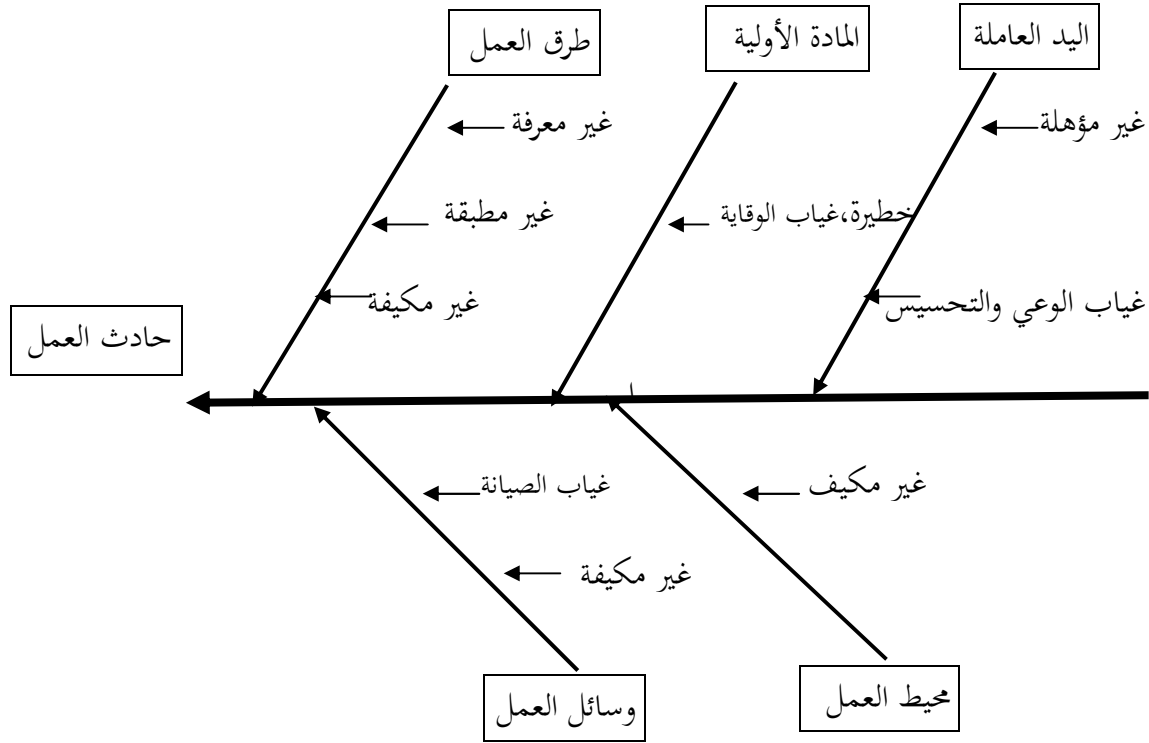 اليد العاملة
المادة الأولية
طرق العمل
غير مؤهلة
غير معرفة
خطيرة،غياب الوقاية
غير مطبقة
غياب الوعي والتحسيس
غير مكيفة
حادث العمل
غير مكيف
غياب الصيانة
غير مكيفة
محيط العمل
وسائل العمل